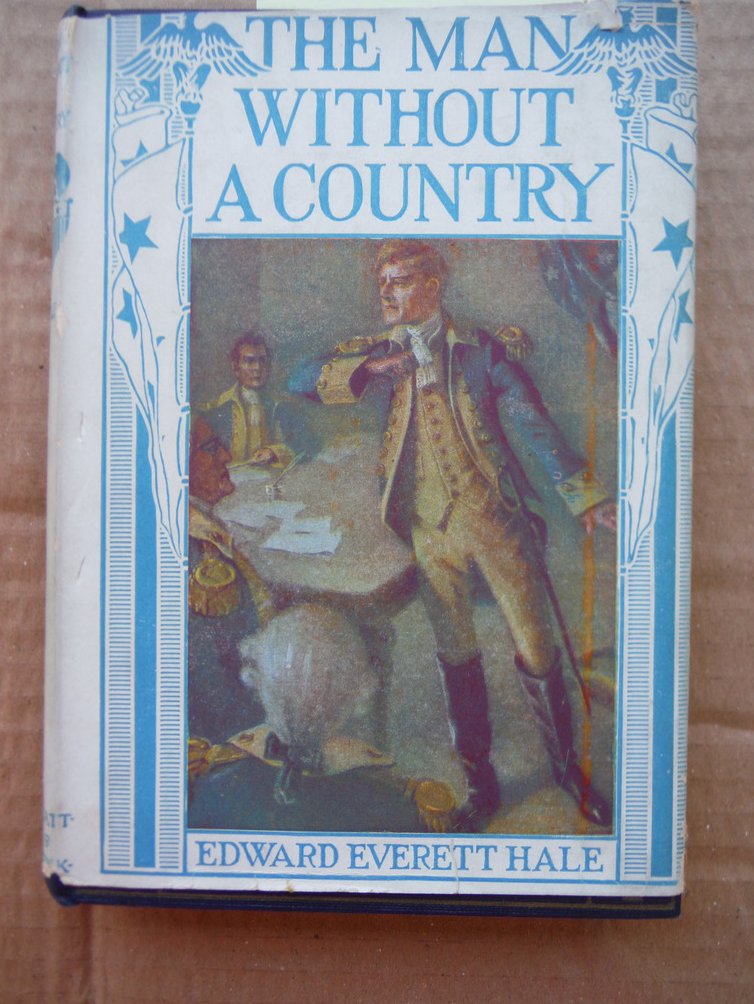 THE MAN
WITHOUT
A COUNTRY
EDWARD EVERETT HALE